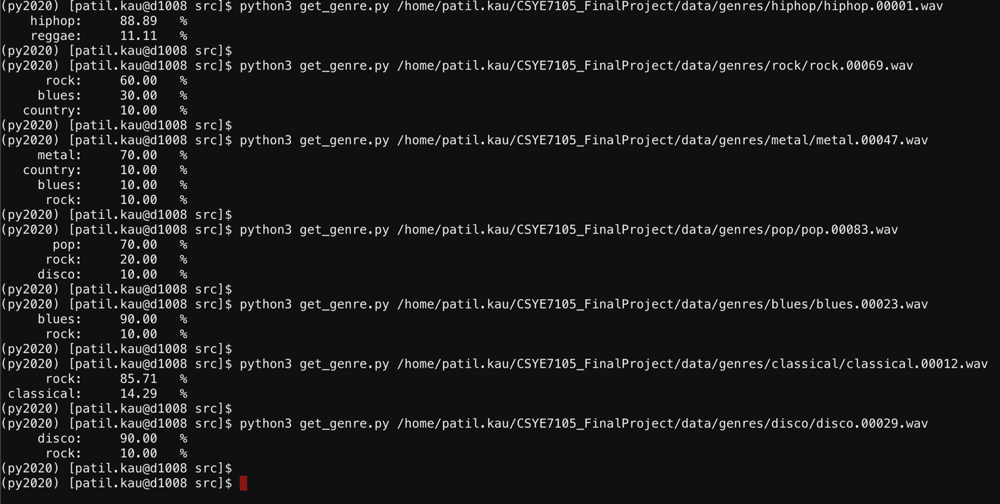 (py2020) [patil.kau@d1008 src]$ python3 get_genre.py /home/patil.kau/CSYE7105_FinalProject/data/genres/hiphop/hiphop.00001.wav
hiphop: 88.89 %
reggae: 11.11 %
(py2020) [patil.kau@d1008 src]$
(py2020) [patil.kau@d1008 src]$ python3 get_genre.py /home/patil.kau/CSYE7105_FinalProject/data/genres/rock/rock.00069.wav
rock: 60.00 %
blues: 30.00 %
country: 10.00 %
(py2020) [patil.kau@d1008 src]$
(py2020) [patil.kau@d1008 src]$ python3 get_genre.py /home/patil.kau/CSYE7105_FinalProject/data/genres/metal/metal.00047.wav
metal: 70.00 %
country: 10.00 %
blues: 10.00 %
rock: 10.00 %
(py2020) [patil.kau@d1008 src]$
(py2020) [patil.kau@d1008 src]$ python3 get_genre.py /home/patil.kau/CSYE7105_FinalProject/data/genres/pop/pop.00083.wav
pop: 70.00 %
rock: 20.00 %
disco: 10.00 %
(py2020) [patil.kau@d1008 src]$
(py2020) [patil.kau@d1008 src]$ python3 get_genre.py /home/patil.kau/CSYE7105_FinalProject/data/genres/blues/blues.00023.wav
blues: 90.00 %
rock: 10.00 %
(py2020) [patil.kau@d1008 src]$
(py2020) [patil.kau@d1008 src]$ python3 get_genre.py /home/patil.kau/CSYE7105_FinalProject/data/genres/classical/classical.00012.wav
rock: 85.71 %
classical: 14.29 %
(py2020) [patil.kau@d1008 src]$
(py2020) [patil.kau@d1008 src]$ python3 get_genre.py /home/patil.kau/CSYE7105_FinalProject/data/genres/disco/disco.00029.wav
disco: 90.00 %
rock: 10.00 %
(py2020) [patil.kau@d1008 src]$
(py2020) [patil.kau@d1008 src]$